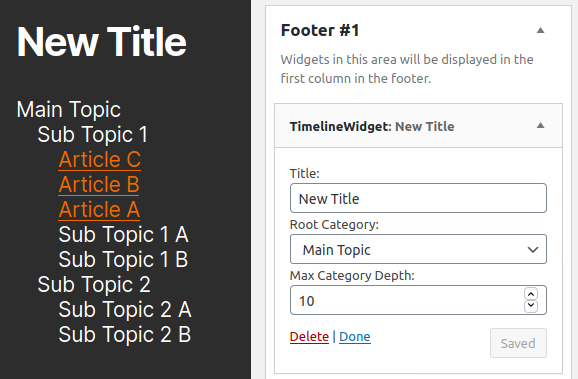 New Title
Main Topic
Sub Topic 1
Article C
Article B
Article A
Sub Topic 1 A
Sub Topic 1 B
Sub Topic 2
Sub Topic 2 A
Sub Topic 2 B
Footer #1
Widgets in this area will be displayed in the
first column in the footer.
TimelineWidget: New Title
Title:
New Title
Root Category:
Main Topic
Max Category Depth:
10
Delete | Done
Saved